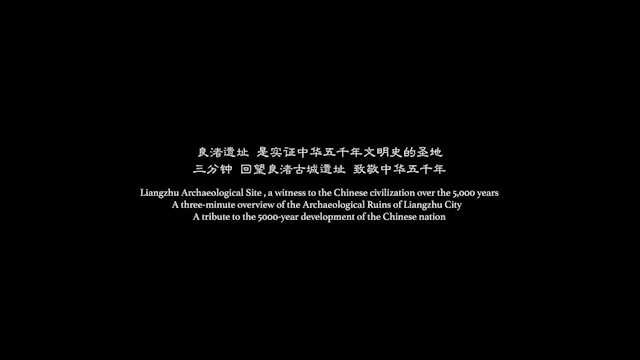 良渚遗址 是实证中华五千年文明史的圣地
三分钟 回望良渚古城遗址 致敬中华五千年
Liangzhu Archaeological Site , a witness to the Chinese civilization over the 5,000 years
A three-minute overview of the Archaeological Ruins of Liangzhu City
A tribute to the 5000-year development of the Chinese nation